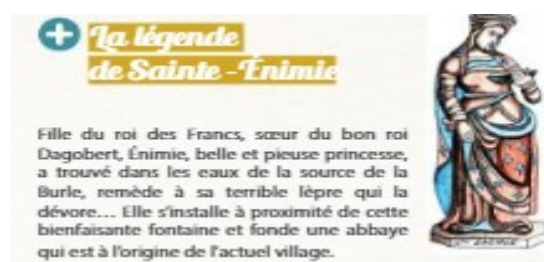 La légende
de Sainte-Énimie
Fille du roi des Francs, sœur du bon roi
Dagobert, Énimie, belle et pieuse princesse,
a trouvé dans les eaux de la source de la
Burle, remède à sa terrible lèpre qui la
dévore... Elle s'installe à proximité de cette
bienfaisante fontaine et fonde une abbaye
qui est à l'origine de l'actuel village.